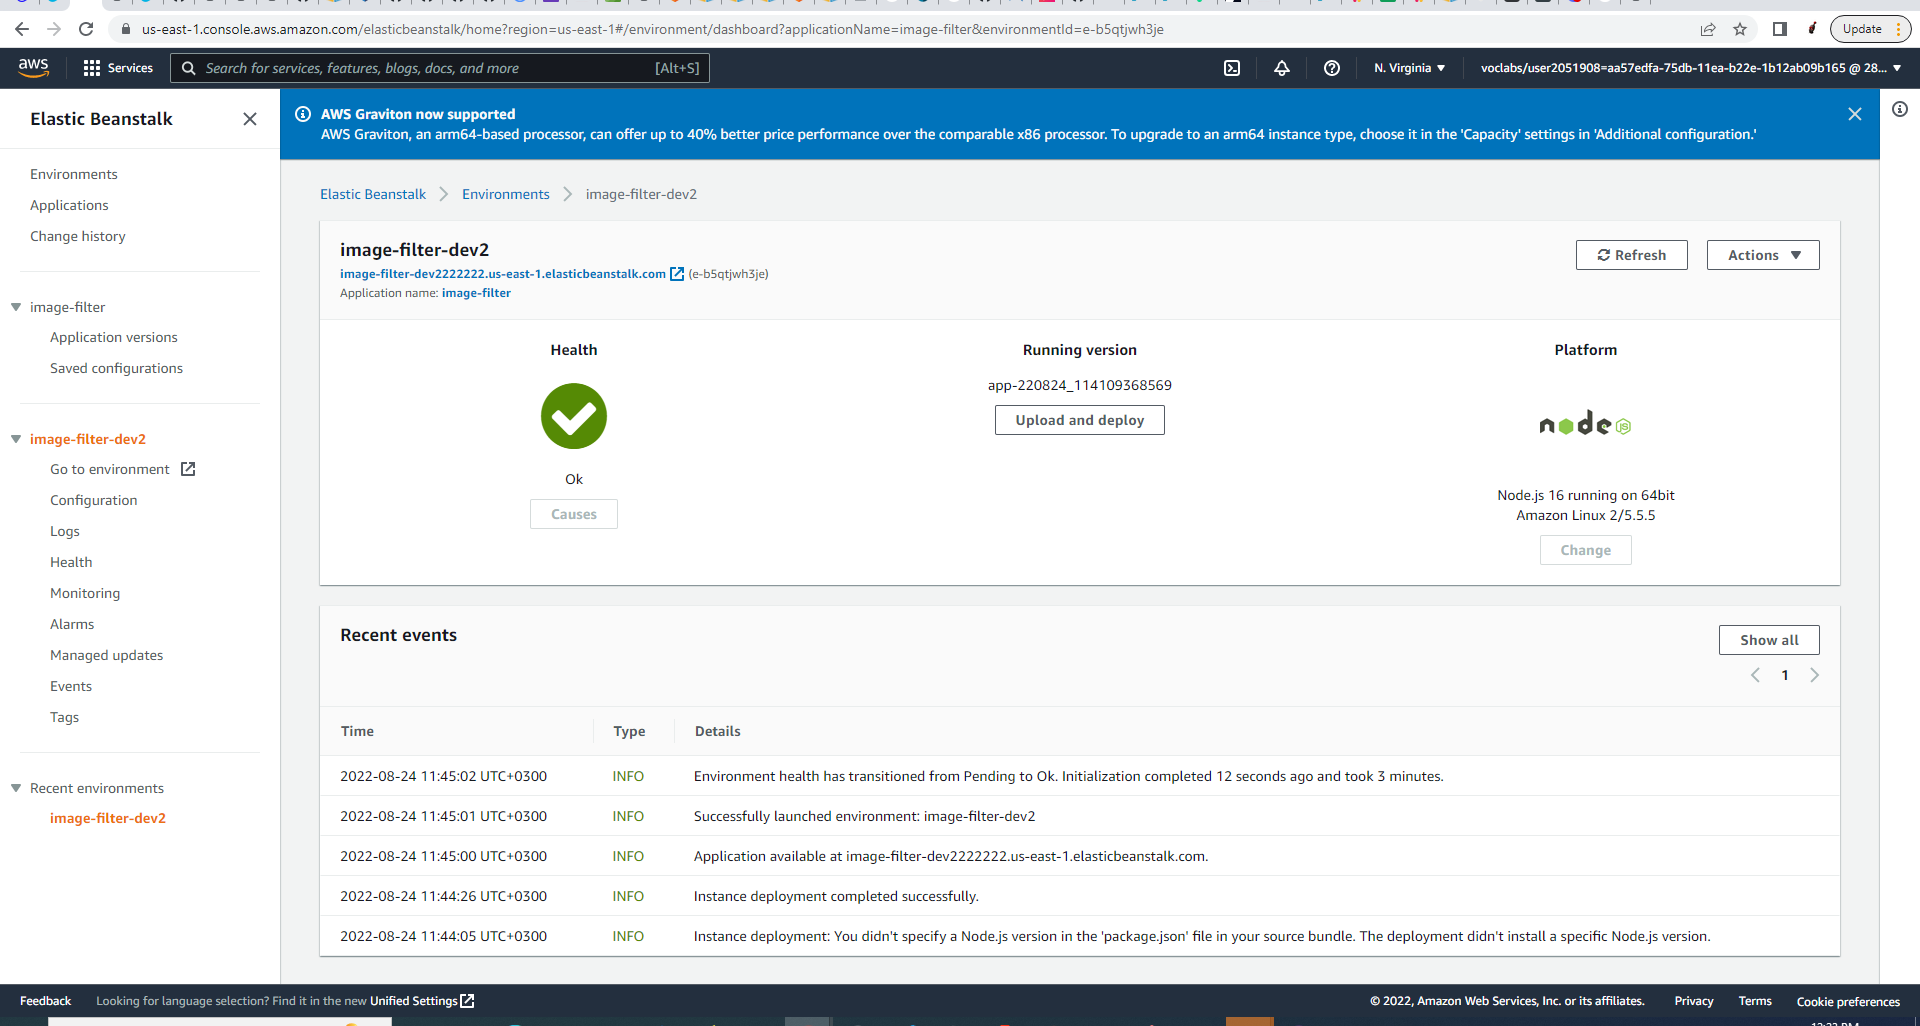 us-east-1.console.aws.amazon.com/elasticbeanstalk/home?region=us-east-1#/environment/dashboard?applicationName=image-filter&environmentId=e-b5qtjwh3je
Update
aws
Services
Search for services, features, blogs, docs, and more
[Alt+S]
N. Virginia
voclabs/user2051908=aa57edfa-75db-11ea-b22e-1b12ab09b165 @ 28...
Elastic Beanstalk
Environments
Applications
Change history
image-filter
Application versions
Saved configurations
image-filter-dev2
Go to environment
Configuration
Logs
Health
Monitoring
Alarms
Managed updates
Events
Tags
Recent environments
image-filter-dev2
AWS Graviton now supported
AWS Graviton, an arm64-based processor, can offer up to 40% better price performance over the comparable x86 processor. To upgrade to an arm64 instance type, choose it in the 'Capacity' settings in 'Additional configuration.'
Elastic Beanstalk
Environments
image-filter-dev2
image-filter-dev2
image-filter-dev2222222.us-east-1.elasticbeanstalk.com (e-b5qtjwh3je)
Application name: image-filter
Refresh
Actions
Health
Ok
Causes
Running version
app-220824_114109368569
Upload and deploy
Platform
node JS
Node.js 16 running on 64bit
Amazon Linux 2/5.5.5
Change
Recent events
Show all
1
Time Type Details
2022-08-24 11:45:02 UTC+0300 INFO Environment health has transitioned from Pending to Ok. Initialization completed 12 seconds ago and took 3 minutes.
2022-08-24 11:45:01 UTC+0300 INFO Successfully launched environment: image-filter-dev2
2022-08-24 11:45:00 UTC+0300 INFO Application available at image-filter-dev2222222.us-east-1.elasticbeanstalk.com.
2022-08-24 11:44:26 UTC+0300 INFO Instance deployment completed successfully.
2022-08-24 11:44:05 UTC+0300 INFO Instance deployment: You didn't specify a Node.js version in the 'package.json' file in your source bundle. The deployment didn't install a specific Node.js version.
Feedback
Looking for language selection? Find it in the new Unified Settings
© 2022, Amazon Web Services, Inc. or its affiliates.
Privacy
Terms
Cookie preferences